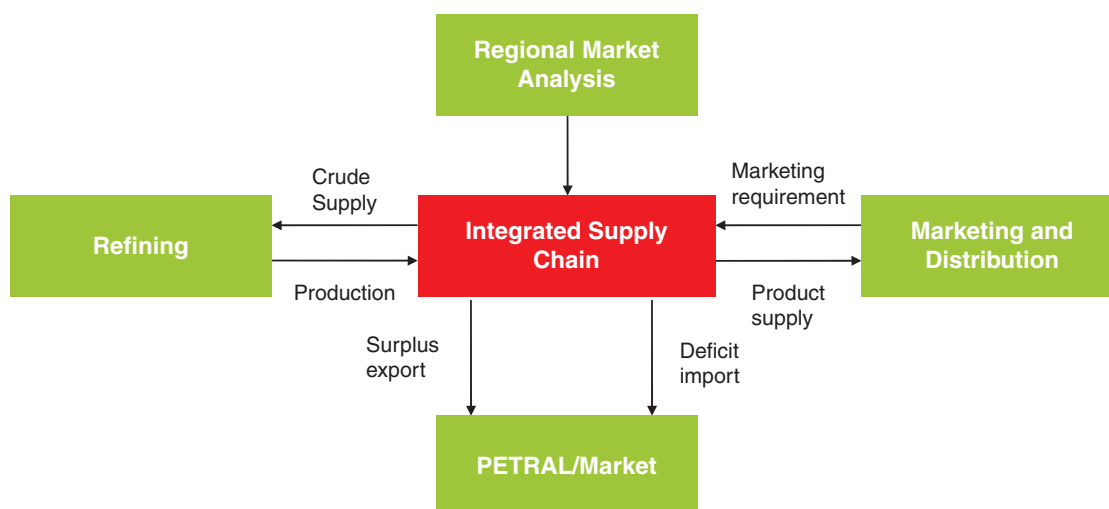 Regional Market
Analysis
Crude
Supply
Marketing
requirement
Refining
Integrated Supply
Chain
Marketing and
Distribution
Production
Product
supply
Surplus
export
Deficit
import
PETRAL/Market